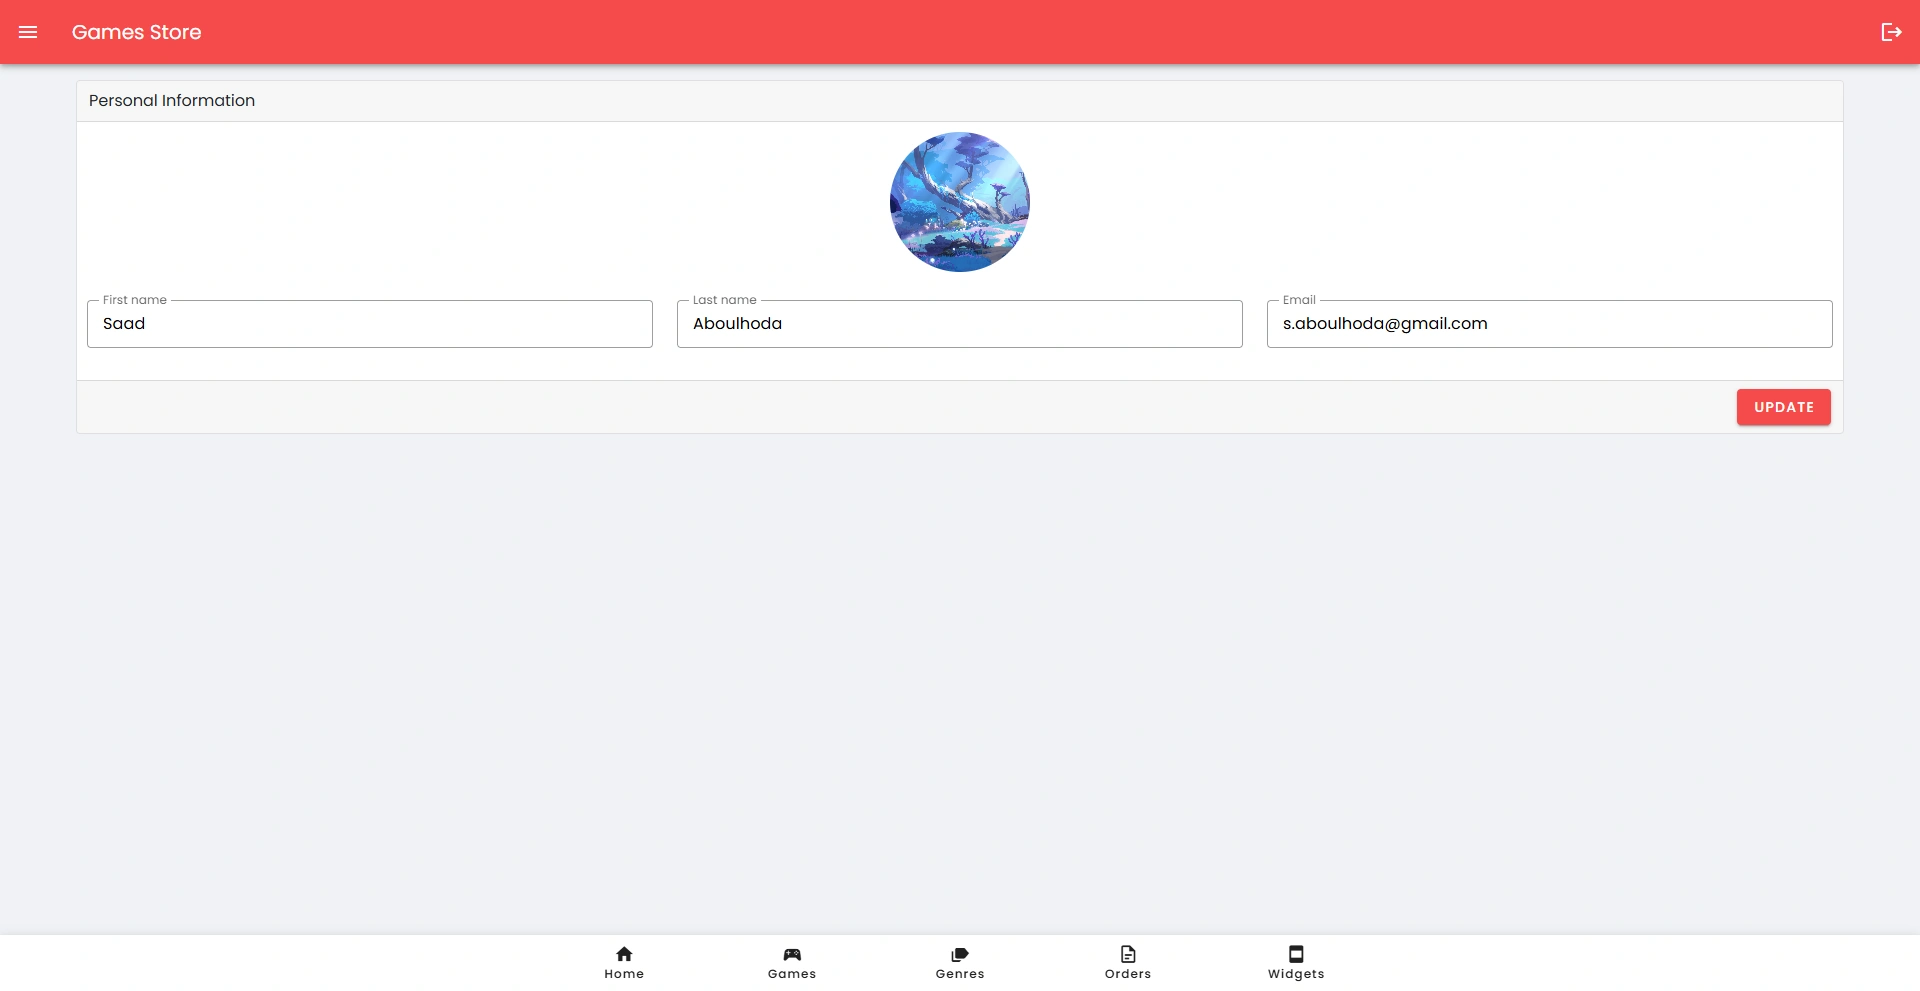 Games Store
Personal Information
First name
Saad
Last name
Aboulhoda
Email
s.aboulhoda@gmail.com
UPDATE
Home
Games
Genres
Orders
Widgets